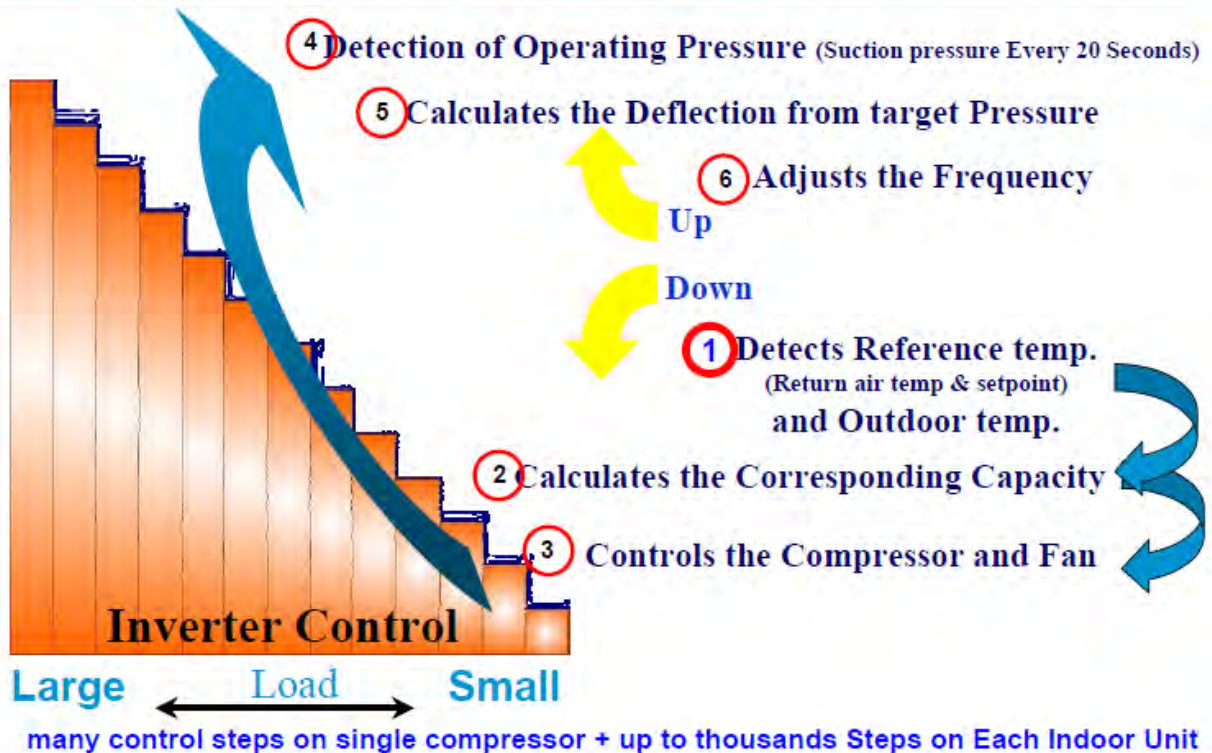 4 Detection of Operating Pressure (Suction pressure Every 20 Seconds)
5 Calculates the Deflection from target Pressure
6 Adjusts the Frequency
Up
Down
1 Detects Reference temp.
(Return air temp & setpoint)
and Outdoor temp.
2 Calculates the Corresponding Capacity
3 Controls the Compressor and Fan
Inverter Control
Large Load Small
many control steps on single compressor + up to thousands Steps on Each Indoor Unit